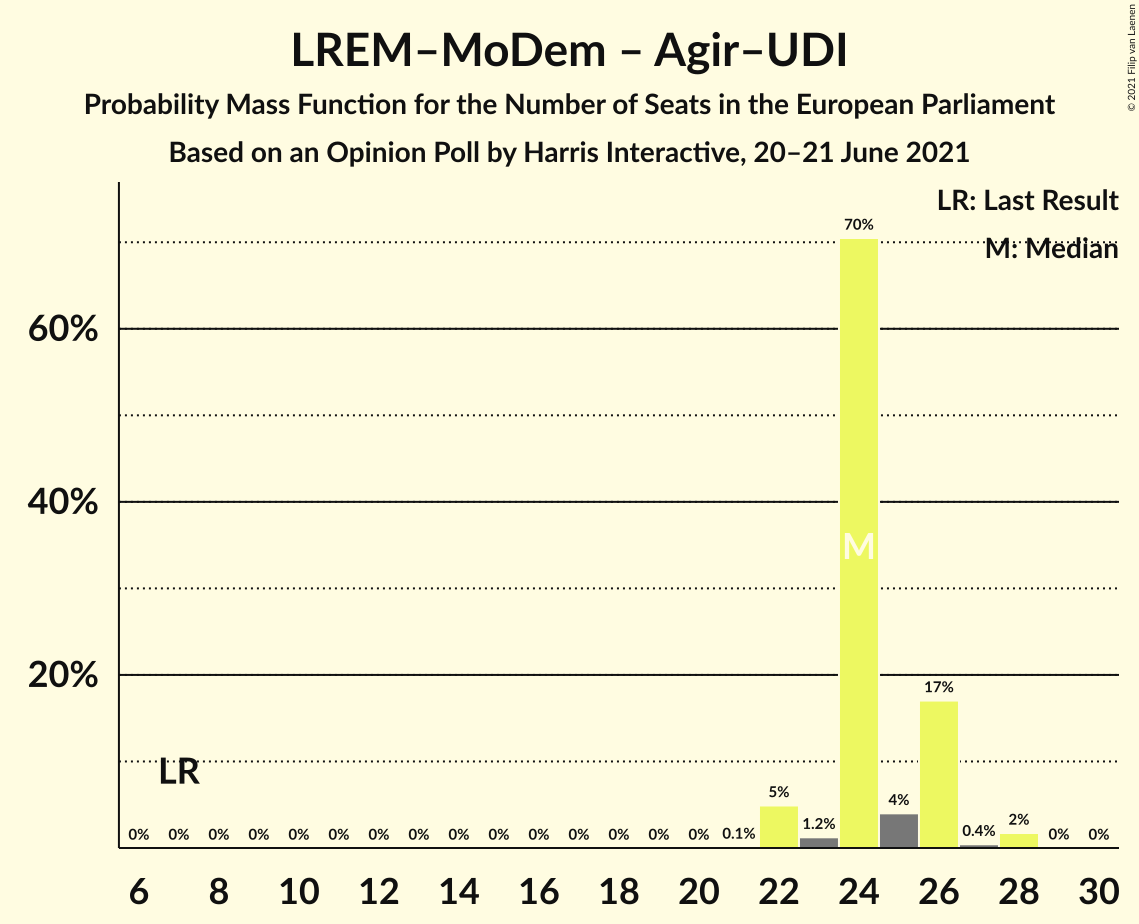 LREM–MoDem – Agir–UDI
Probability Mass Function for the Number of Seats in the European Parliament
Based on an Opinion Poll by Harris Interactive, 20–21 June 2021
© 2021 Filip van Laenen
LR: Last Result
M: Median
60%
40%
20%
LR
M
0% 0% 0% 0% 0% 0% 0% 0% 0% 0% 0% 0% 0% 0% 0% 0.1% 5% 1.2% 70% 4% 17% 0.4% 2% 0% 0%
6 8 10 12 14 16 18 20 22 24 26 28 30